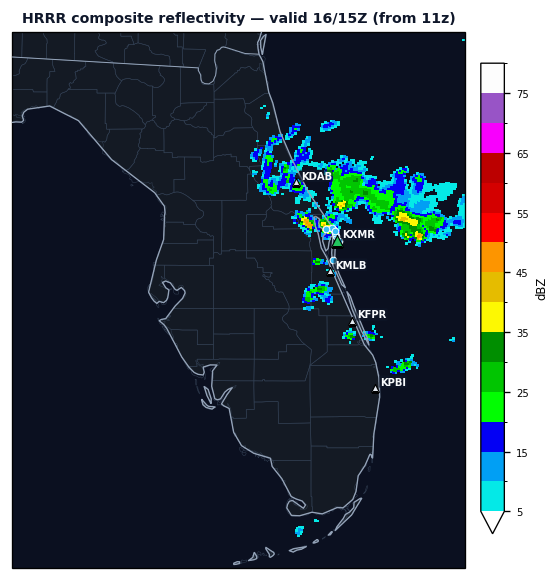 HRRR composite reflectivity — valid 16/15Z (from 11z)
75
65
55
45
35
25
15
5
dBZ
KDAB
KXMR
KMLB
KFPR
KPBI